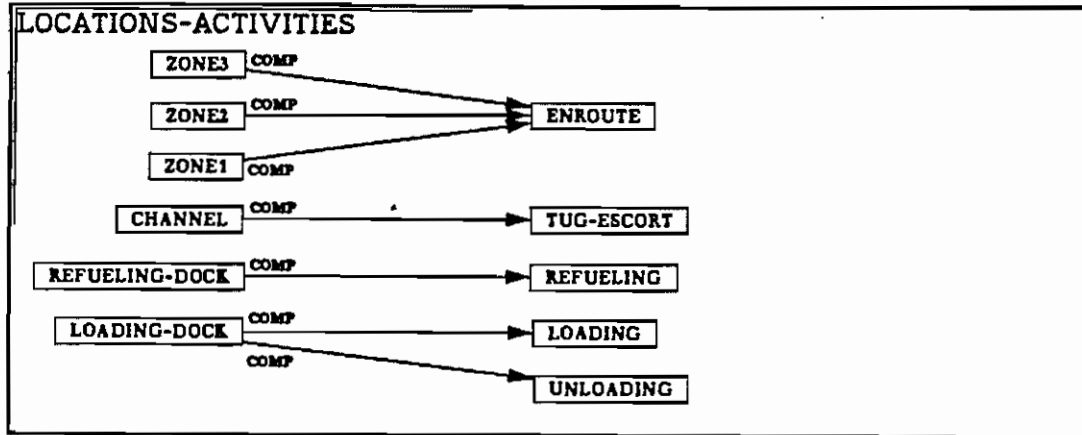 LOCATIONS-ACTIVITIES
ZONE3 COMP
ZONE2 COMP ENROUTE
ZONE1 COMP
CHANNEL COMP TUG-ESCORT
REFUELING-DOCK COMP REFUELING
LOADING-DOCK COMP LOADING
COMP UNLOADING